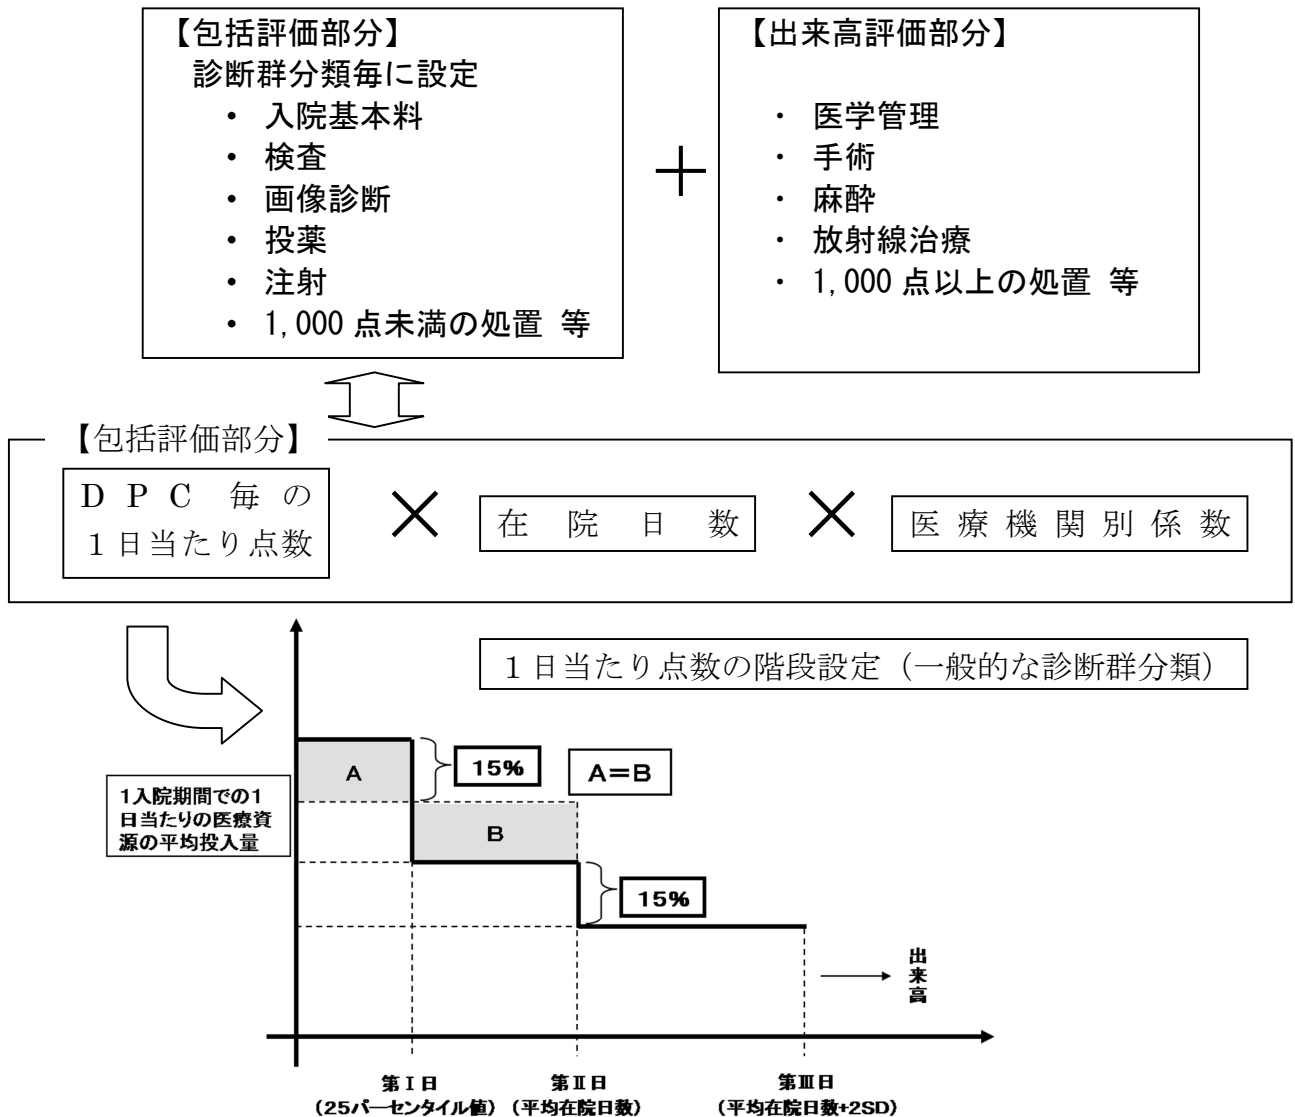 【包括評価部分】
診断群分類毎に設定
・ 入院基本料
・ 検査
・ 画像診断
・ 投薬
・ 注射
・ 1,000 点未満の処置 等
＋
【出来高評価部分】
・ 医学管理
・ 手術
・ 麻酔
・ 放射線治療
・ 1,000 点以上の処置 等
【包括評価部分】
DPC 毎の
１日当たり点数
×
在院日数
×
医療機関別係数
１日当たり点数の階段設定（一般的な診断群分類）
A
15%
A＝B
1入院期間での1
日当たりの医療資
源の平均投入量
B
15%
出
来
高
第Ⅰ日
(25パーセンタイル値)
第Ⅱ日
(平均在院日数)
第Ⅲ日
(平均在院日数+2SD)